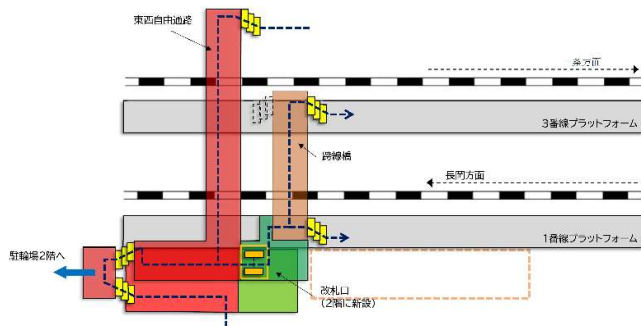 東西自由通路
三条方面
3番線プラットフォーム
跨線橋
長岡方面
1番線プラットフォーム
駐輪場2階へ
改札口
(2階に新設)